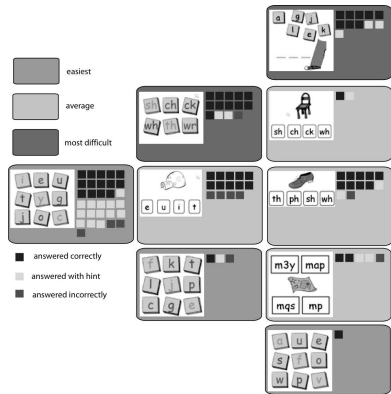 a g j
l e k
easiest
average
most difficult
sh ch ck
wh th wr
sh ch ck wh
i e u
t y g
j o c
e u i t
th ph sh wh
answered correctly
answered with hint
answered incorrectly
f k t
l j p
c g e
m3y map
mqs mp
a u e
s f o
w p v